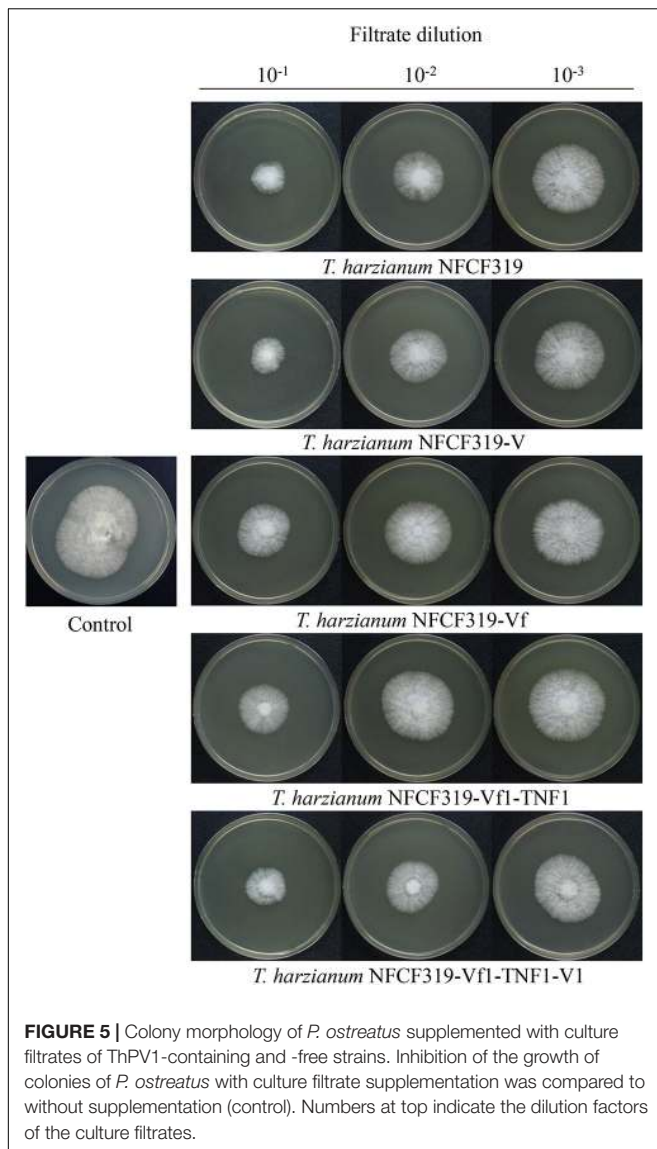 Filtrate dilution
10⁻¹ 10⁻² 10⁻³
T. harzianum NFCF319
T. harzianum NFCF319-V
Control
T. harzianum NFCF319-Vf
T. harzianum NFCF319-Vf1-TNF1
T. harzianum NFCF319-Vf1-TNF1-V1
FIGURE 5 | Colony morphology of P. ostreatus supplemented with culture
filtrates of ThPV1-containing and -free strains. Inhibition of the growth of
colonies of P. ostreatus with culture filtrate supplementation was compared to
without supplementation (control). Numbers at top indicate the dilution factors
of the culture filtrates.